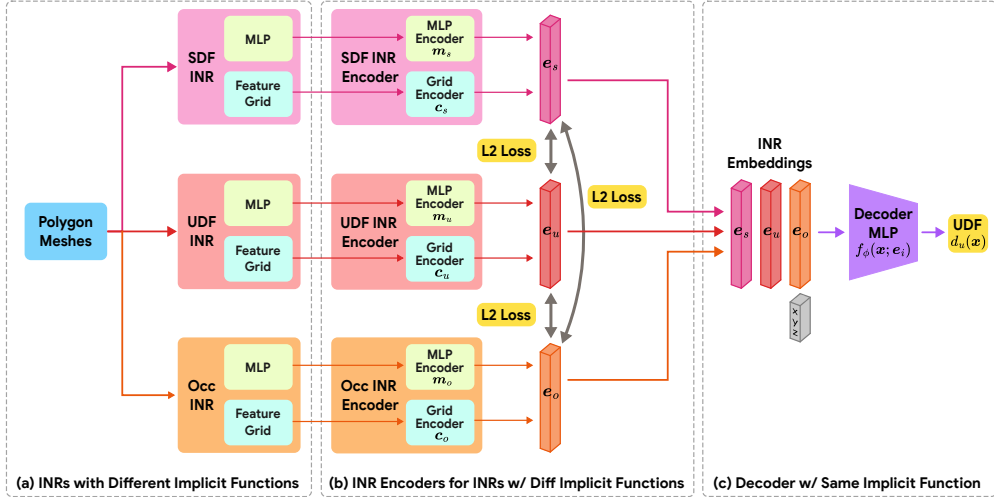 Polygon
Meshes
SDF
INR
MLP
Feature
Grid
UDF
INR
MLP
Feature
Grid
Occ
INR
MLP
Feature
Grid
(a) INRs with Different Implicit Functions
SDF INR
Encoder
MLP
Encoder
m_s
Grid
Encoder
c_s
e_s
L2 Loss
UDF INR
Encoder
MLP
Encoder
m_u
Grid
Encoder
c_u
e_u
L2 Loss
L2 Loss
Occ INR
Encoder
MLP
Encoder
m_o
Grid
Encoder
c_o
e_o
(b) INR Encoders for INRs w/ Diff Implicit Functions
INR
Embeddings
e_s e_u e_o
X
Y
Z
Decoder
MLP
f_ϕ(x; e_i)
UDF
d_u(x)
(c) Decoder w/ Same Implicit Function